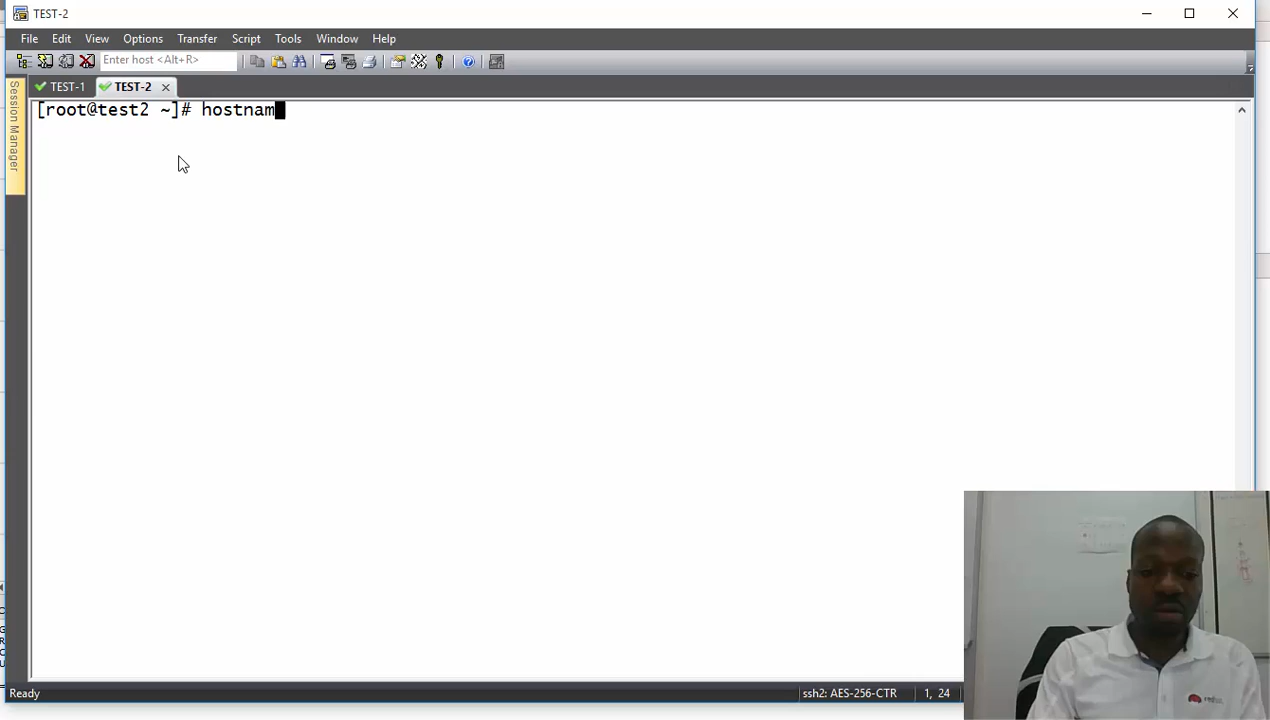 TEST-2
File Edit View Options Transfer Script Tools Window Help
Enter host <Alt+R>
TEST-1 TEST-2
Session Manager
[root@test2 ~]# hostnam
Ready ssh2: AES-256-CTR 1, 24